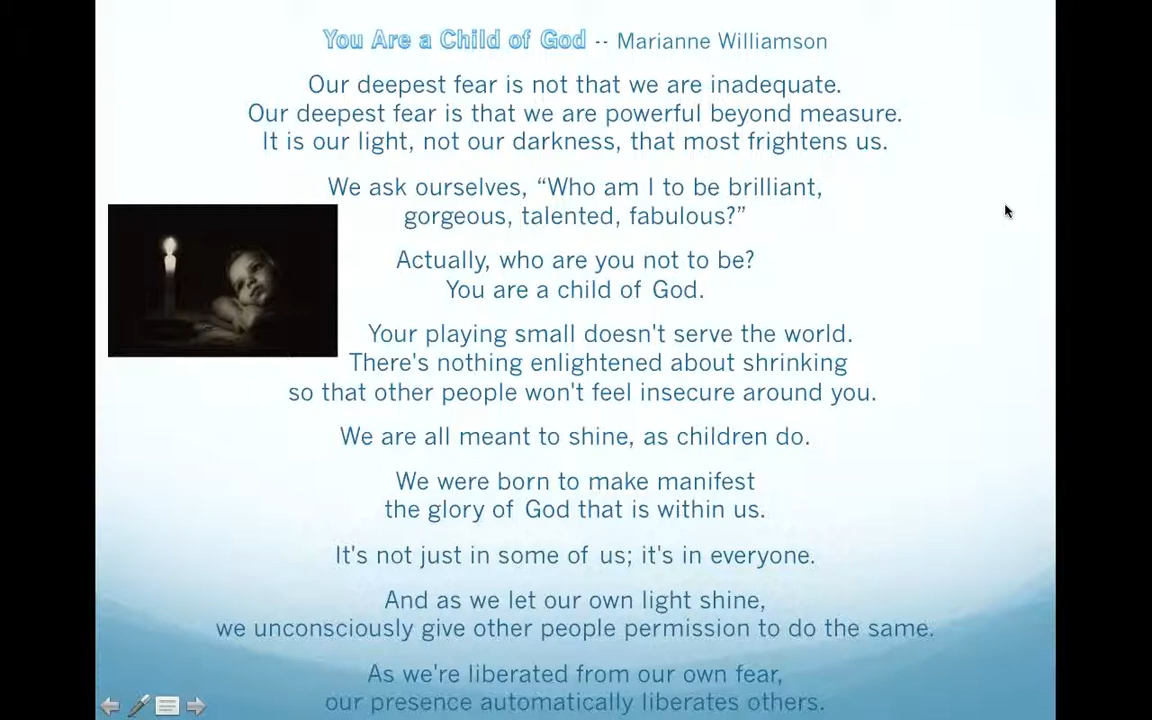 You Are a Child of God -- Marianne Williamson
Our deepest fear is not that we are inadequate.
Our deepest fear is that we are powerful beyond measure.
It is our light, not our darkness, that most frightens us.
We ask ourselves, “Who am I to be brilliant,
gorgeous, talented, fabulous?”
Actually, who are you not to be?
You are a child of God.
Your playing small doesn't serve the world.
There's nothing enlightened about shrinking
so that other people won't feel insecure around you.
We are all meant to shine, as children do.
We were born to make manifest
the glory of God that is within us.
It's not just in some of us; it's in everyone.
And as we let our own light shine,
we unconsciously give other people permission to do the same.
As we're liberated from our own fear,
our presence automatically liberates others.